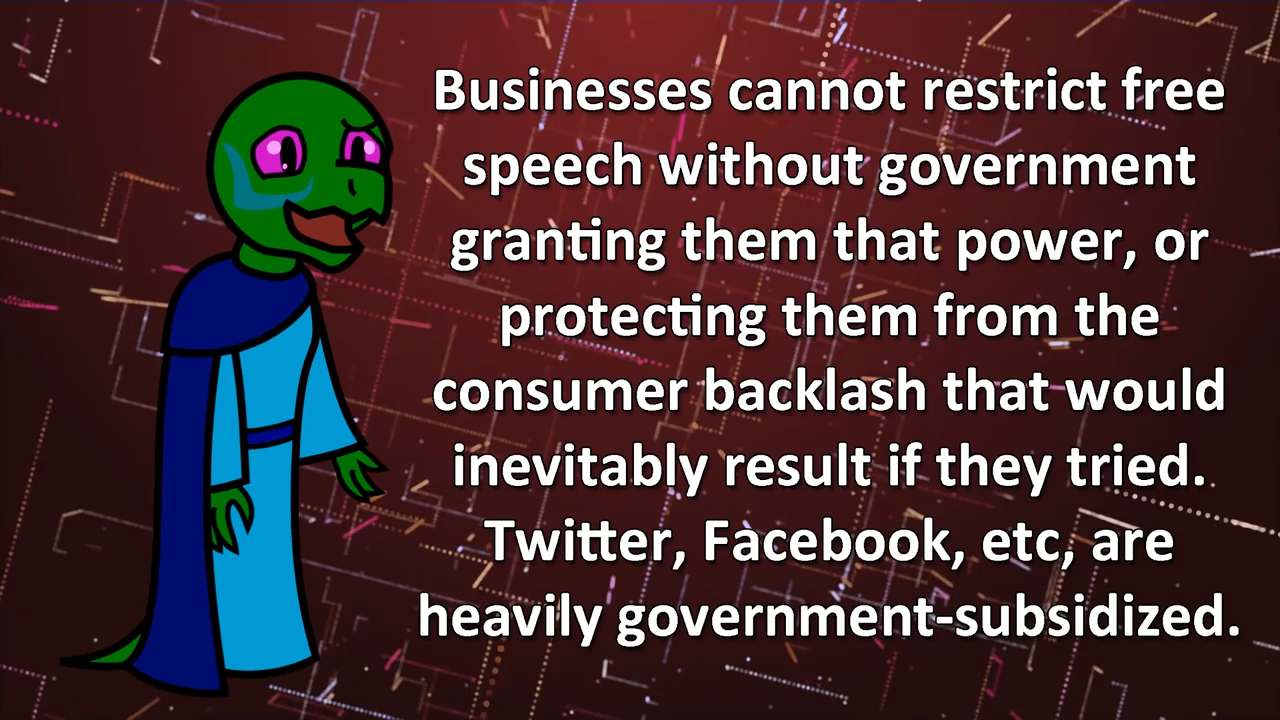 Businesses cannot restrict free
speech without government
granting them that power, or
protecting them from the
consumer backlash that would
inevitably result if they tried.
Twitter, Facebook, etc, are
heavily government-subsidized.